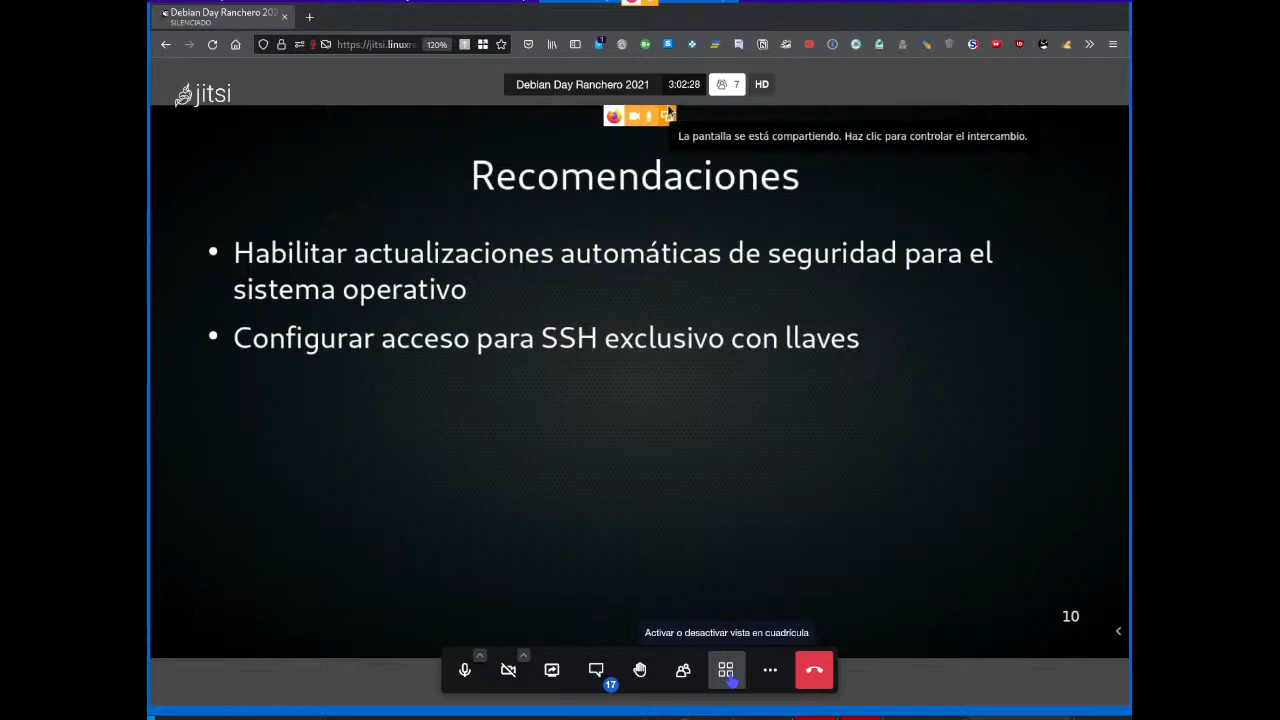 Debian Day Ranchero 202
SILENCIADO
https://jitsi.linuxre
120%
jitsi
Debian Day Ranchero 2021
3:02:28
7
HD
La pantalla se está compartiendo. Haz clic para controlar el intercambio.
Recomendaciones
• Habilitar actualizaciones automáticas de seguridad para el
sistema operativo
• Configurar acceso para SSH exclusivo con llaves
10
Activar o desactivar vista en cuadrícula
17